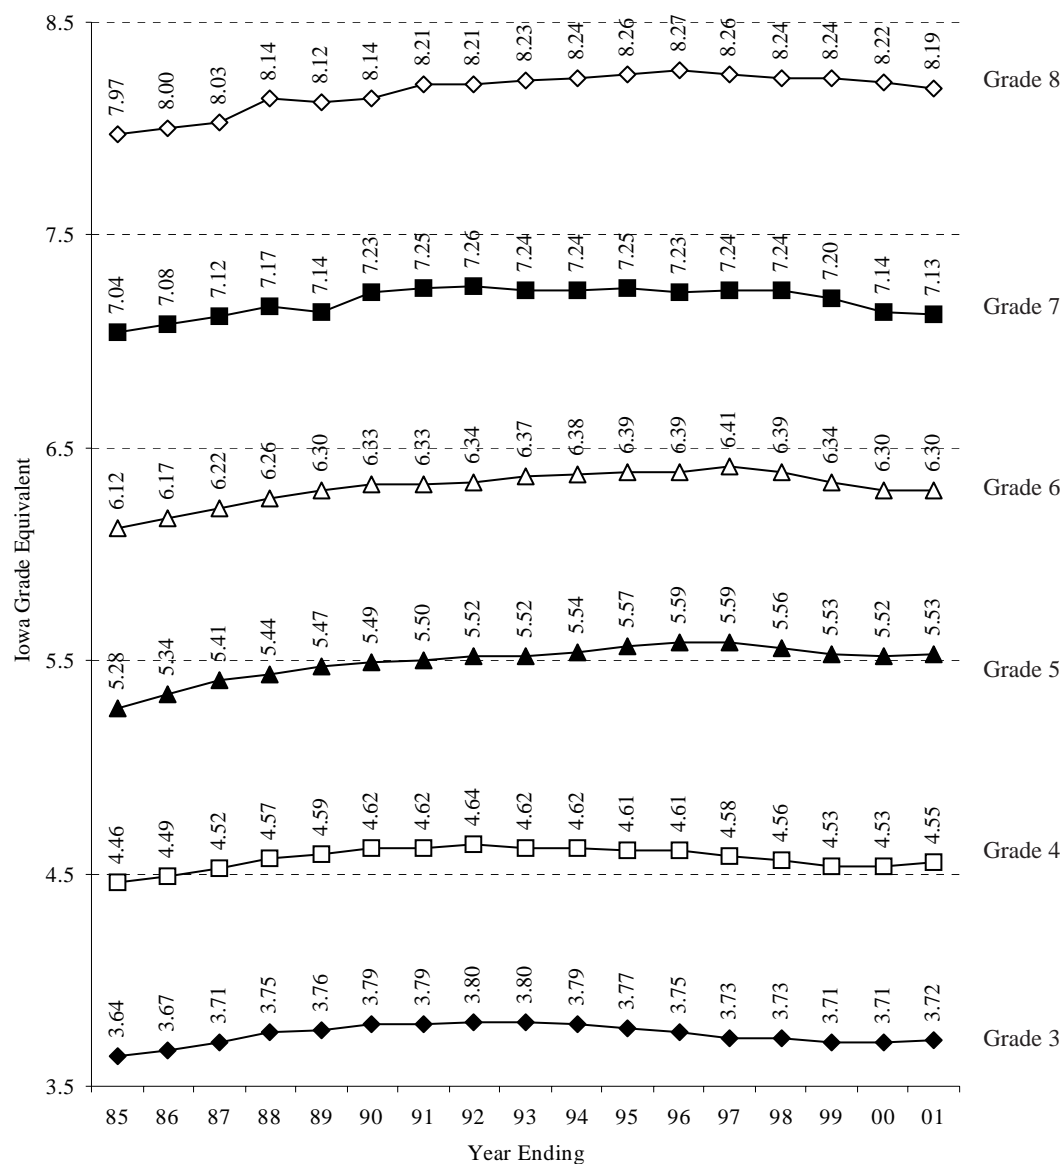 8.5
7.97 8.00 8.03 8.14 8.12 8.14 8.21 8.21 8.23 8.24 8.26 8.27 8.26 8.24 8.24 8.22 8.19
Grade 8
7.5
7.04 7.08 7.12 7.17 7.14 7.23 7.25 7.26 7.24 7.24 7.25 7.23 7.24 7.24 7.20 7.14 7.13
Grade 7
6.5
6.12 6.17 6.22 6.26 6.30 6.33 6.33 6.34 6.37 6.38 6.39 6.39 6.41 6.39 6.34 6.30 6.30
Grade 6
Iowa Grade Equivalent
5.5
5.28 5.34 5.41 5.44 5.47 5.49 5.50 5.52 5.52 5.54 5.57 5.59 5.59 5.56 5.53 5.52 5.53
Grade 5
4.46 4.49 4.52 4.57 4.59 4.62 4.62 4.64 4.62 4.62 4.61 4.61 4.58 4.56 4.53 4.53 4.55
Grade 4
4.5
3.64 3.67 3.71 3.75 3.76 3.79 3.79 3.80 3.80 3.79 3.77 3.75 3.73 3.73 3.71 3.71 3.72
Grade 3
3.5
85 86 87 88 89 90 91 92 93 94 95 96 97 98 99 00 01
Year Ending